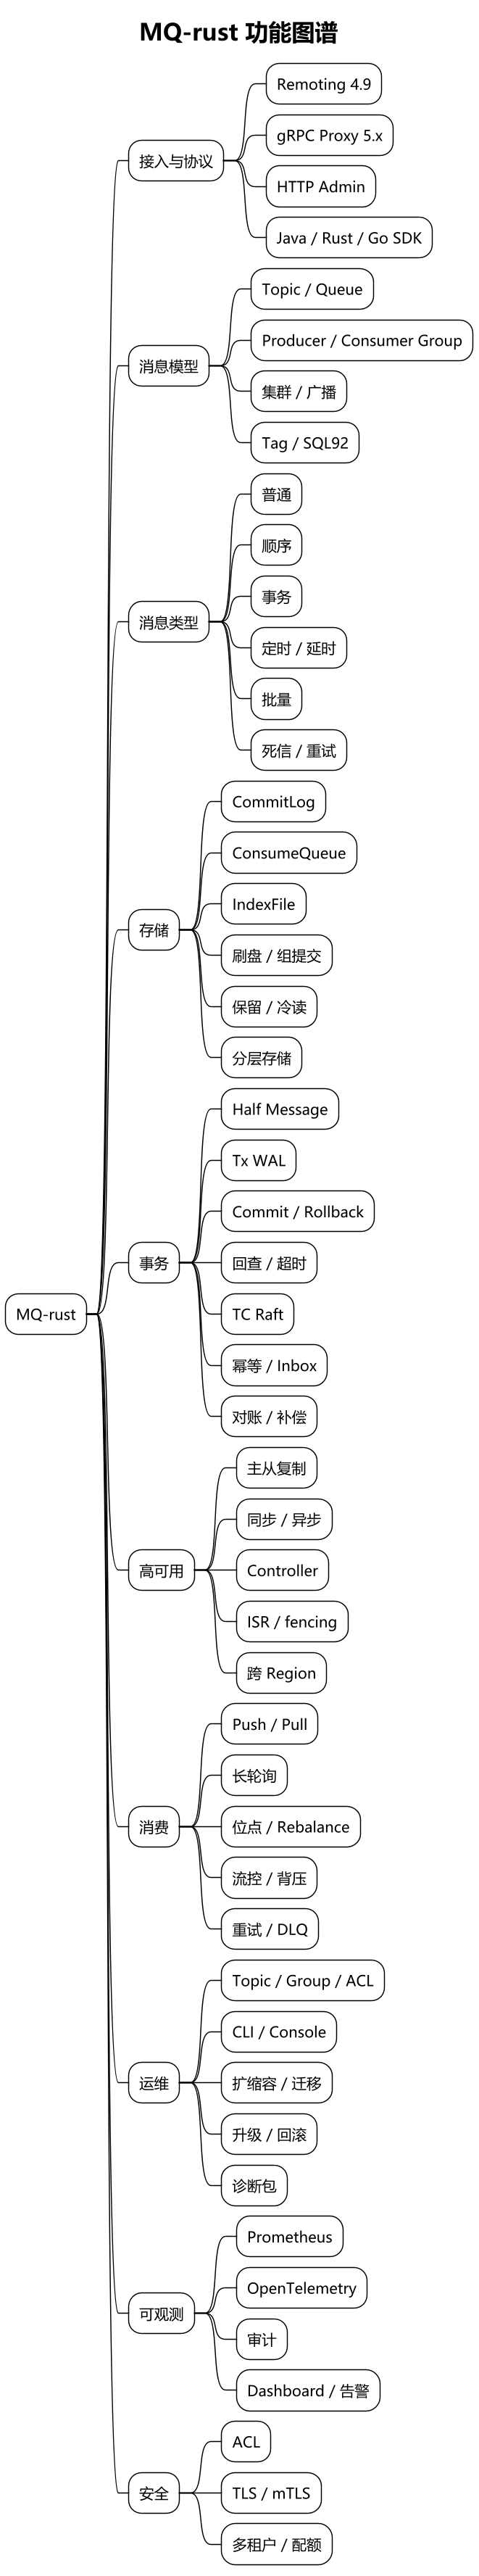 MQ-rust 功能图谱
MQ-rust
接入与协议
Remoting 4.9
gRPC Proxy 5.x
HTTP Admin
Java / Rust / Go SDK
消息模型
Topic / Queue
Producer / Consumer Group
集群 / 广播
Tag / SQL92
消息类型
普通
顺序
事务
定时 / 延时
批量
死信 / 重试
存储
CommitLog
ConsumeQueue
IndexFile
刷盘 / 组提交
保留 / 冷读
分层存储
事务
Half Message
Tx WAL
Commit / Rollback
回查 / 超时
TC Raft
幂等 / Inbox
对账 / 补偿
高可用
主从复制
同步 / 异步
Controller
ISR / fencing
跨 Region
消费
Push / Pull
长轮询
位点 / Rebalance
流控 / 背压
重试 / DLQ
运维
Topic / Group / ACL
CLI / Console
扩缩容 / 迁移
升级 / 回滚
诊断包
可观测
Prometheus
OpenTelemetry
审计
Dashboard / 告警
安全
ACL
TLS / mTLS
多租户 / 配额